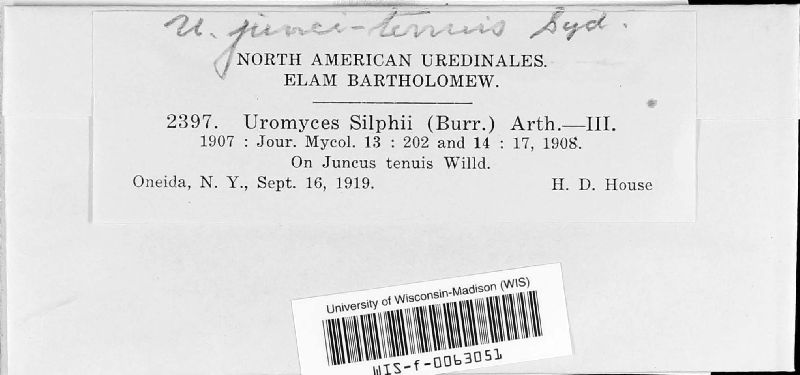 U. junci-tenuis Syd.
NORTH AMERICAN UREDINALES.
ELAM BARTHOLOMEW.
2397. Uromyces Silphii (Burr.) Arth.—III.
1907 : Jour. Mycol. 13 : 202 and 14 : 17, 1908.
On Juncus tenuis Willd.
Oneida, N. Y., Sept. 16, 1919. H. D. House
University of Wisconsin-Madison (WIS)
WIS-f-0063051